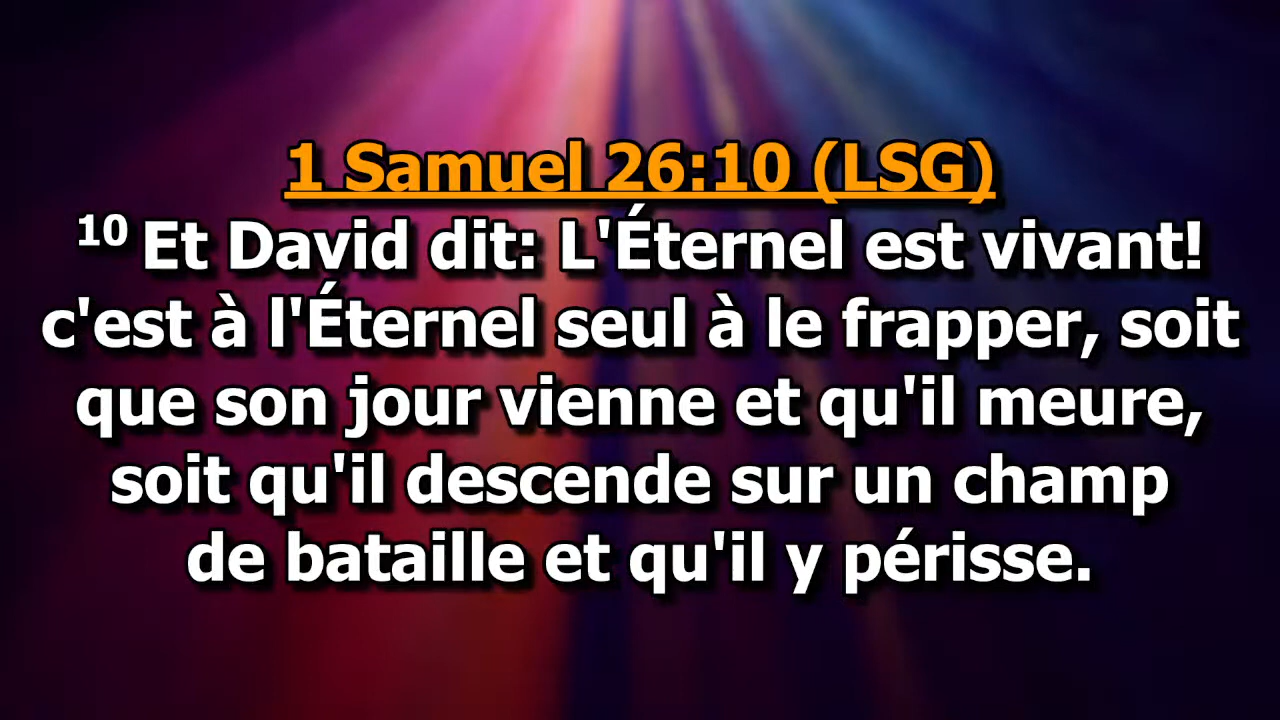 1 Samuel 26:10 (LSG)
10 Et David dit: L'Éternel est vivant!
c'est à l'Éternel seul à le frapper, soit
que son jour vienne et qu'il meure,
soit qu'il descende sur un champ
de bataille et qu'il y périsse.